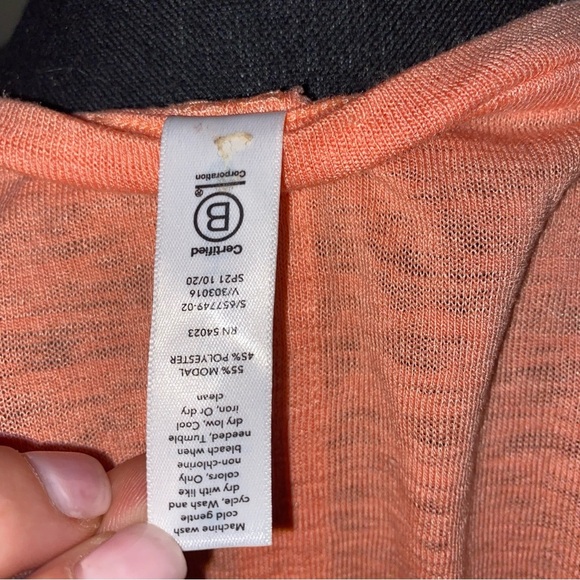 Machine wash
cold gentle
cycle, Wash and
dry with like
colors, Only
non-chlorine
bleach when
needed, Tumble
dry low, Cool
iron, Or dry
clean
55% MODAL
45% POLYESTER
RN 54023
S/657749-02
V/303016
SP21 10/20
Certified
B
®
Corporation